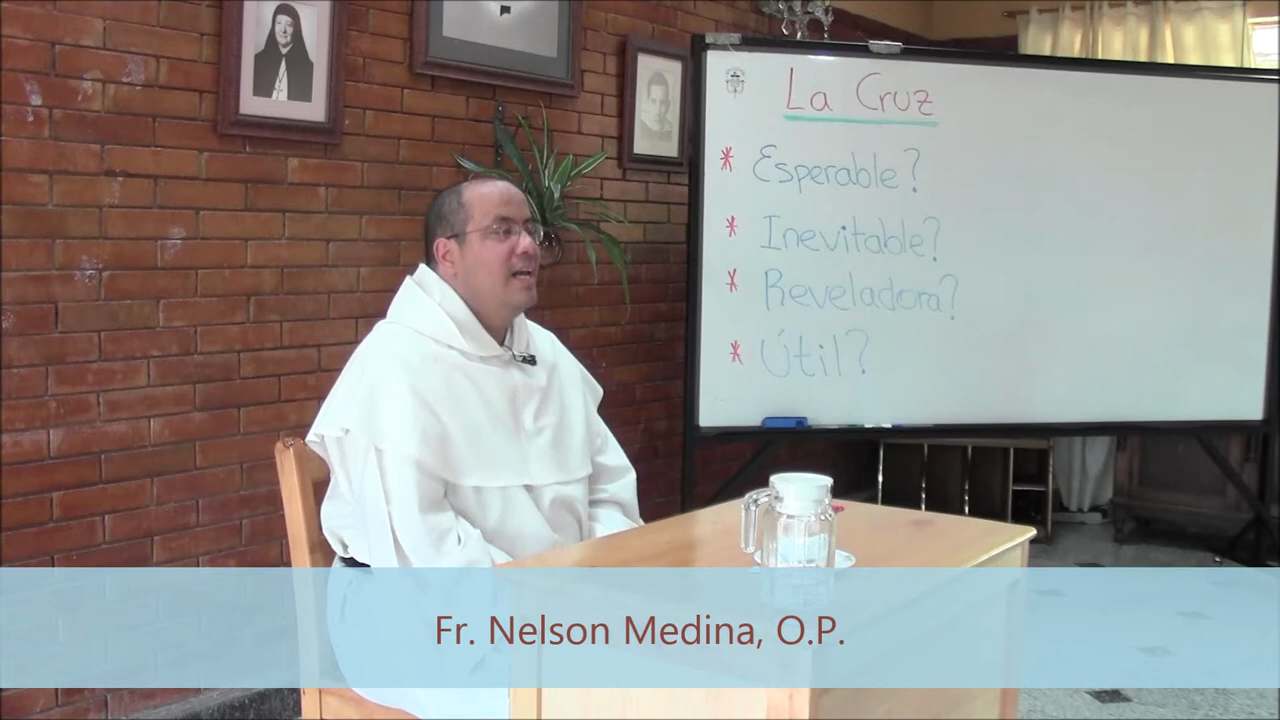 La Cruz
* Esperable?
* Inevitable?
* Reveladora?
* Útil?
Fr. Nelson Medina, O.P.